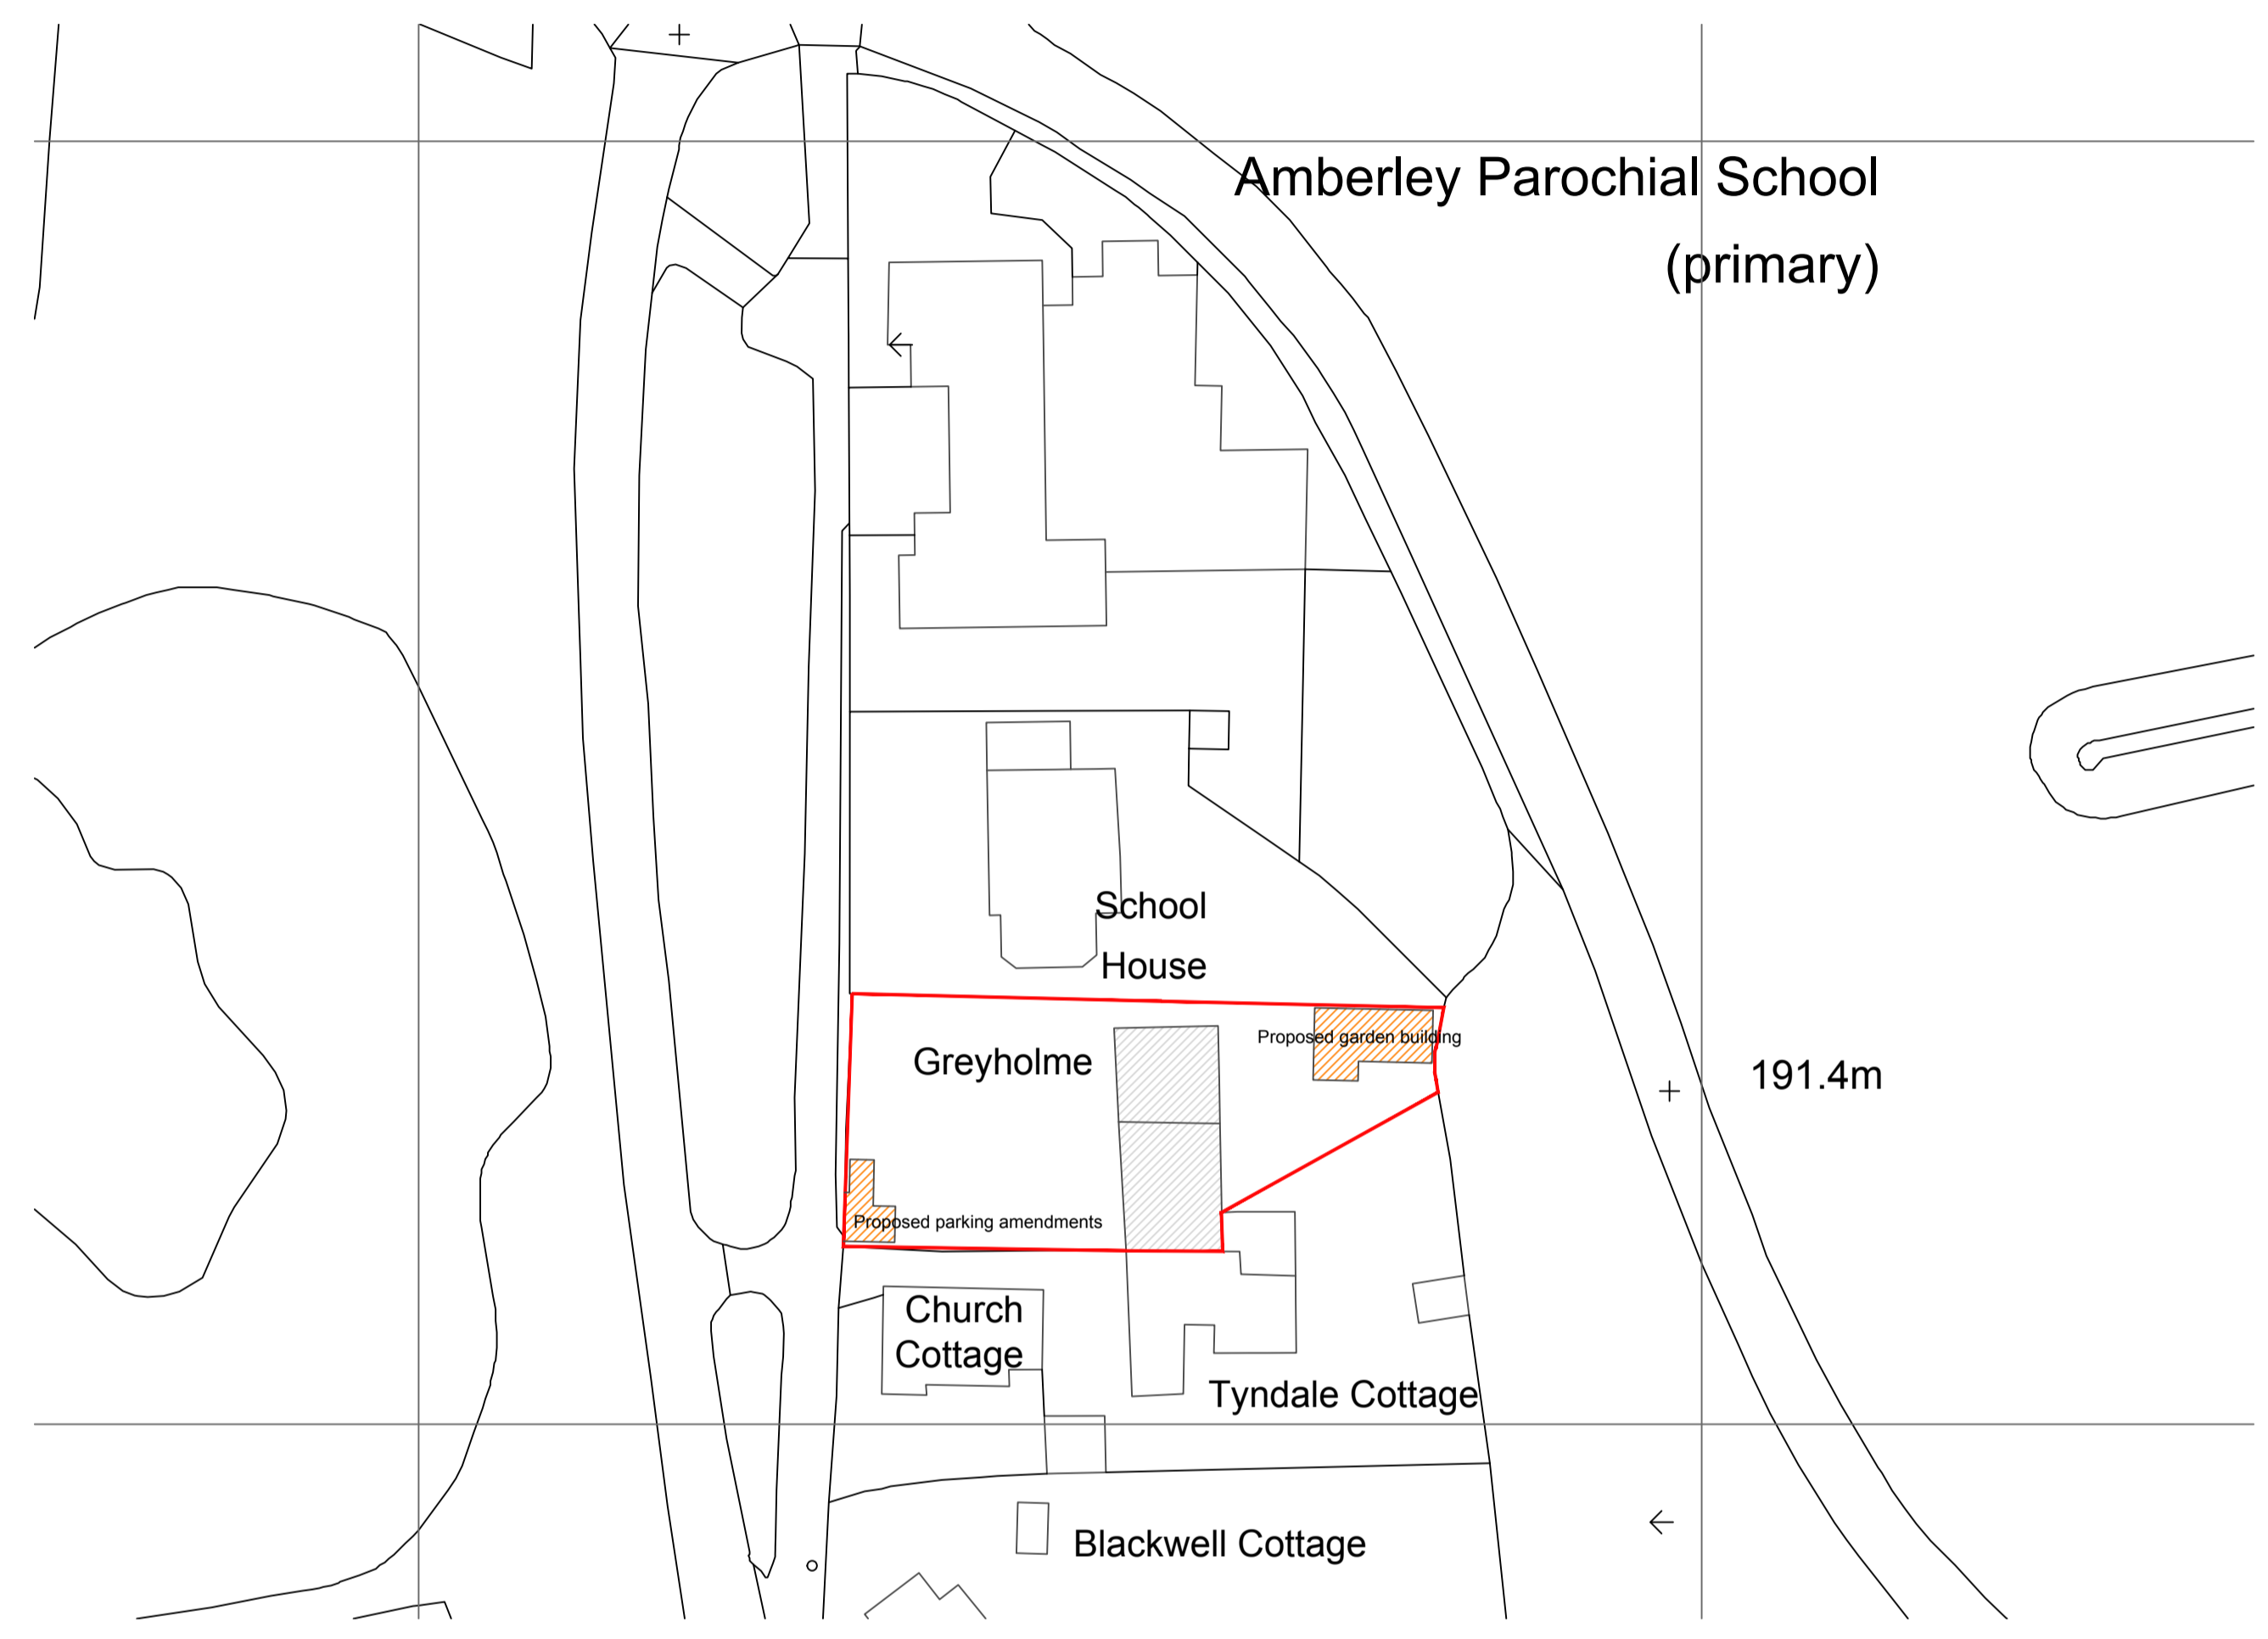 Amberley Parochial School
(primary)
School
House
Proposed garden building
Greyholme
191.4m
Proposed parking amendments
Church
Cottage
Tyndale Cottage
Blackwell Cottage